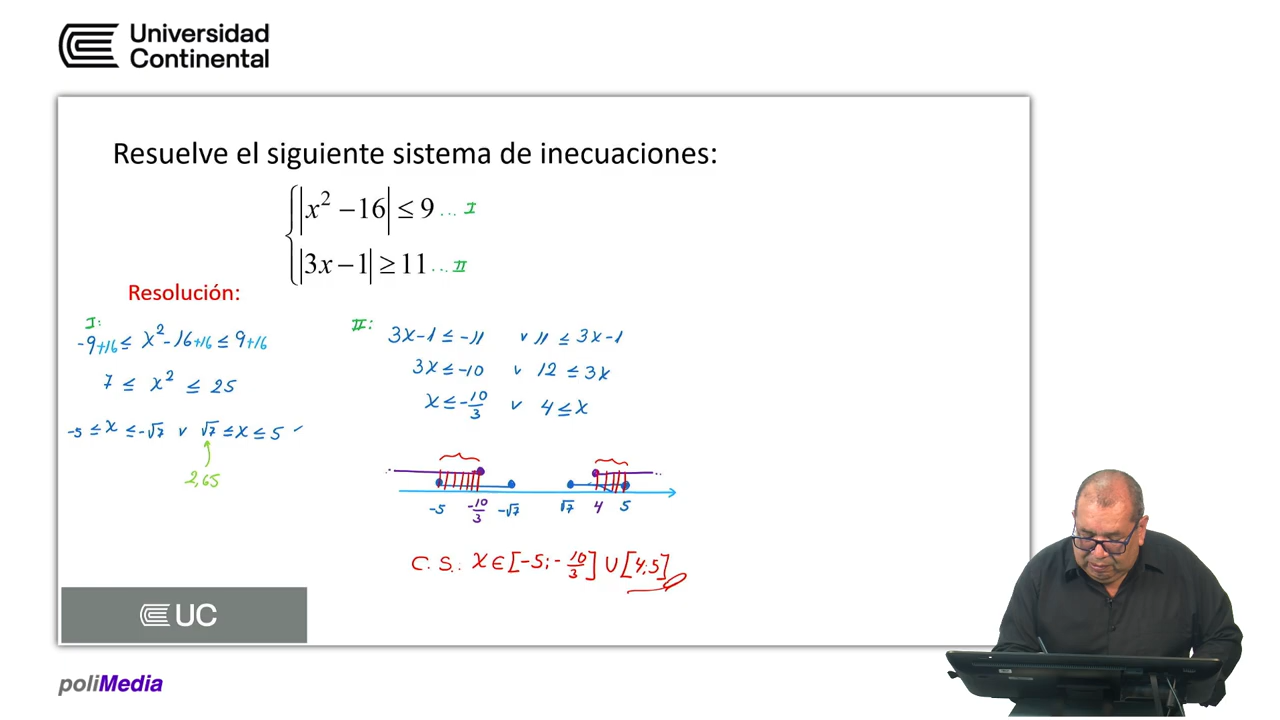 Universidad
Continental
Resuelve el siguiente sistema de inecuaciones:
|x² − 16| ≤ 9 ... I
|3x − 1| ≥ 11 ... II
Resolución:
I:
-9+16 ≤ x² - 16+16 ≤ 9+16
7 ≤ x² ≤ 25
-5 ≤ x ≤ -√7 v √7 ≤ x ≤ 5
2,65
II:
3x-1 ≤ -11 v 11 ≤ 3x-1
3x ≤ -10 v 12 ≤ 3x
x ≤ -10/3 v 4 ≤ x
-5 -10/3 -√7 √7 4 5
C. S.: x ∈ [-5; -10/3] ∪ [4;5]
UC
poliMedia